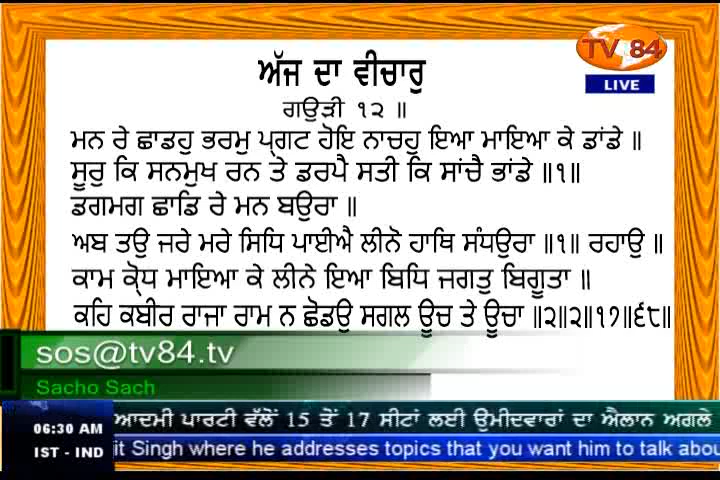 TV 84
LIVE
ਅੱਜ ਦਾ ਵੀਚਾਰੁ
ਗਉੜੀ ੧੨ ॥
ਮਨ ਰੇ ਛਾਡਹੁ ਭਰਮੁ ਪ੍ਰਗਟ ਹੋਇ ਨਾਚਹੁ ਇਆ ਮਾਇਆ ਕੇ ਡਾਂਡੇ ॥
ਸੂਰੁ ਕਿ ਸਨਮੁਖ ਰਨ ਤੇ ਡਰਪੈ ਸਤੀ ਕਿ ਸਾਂਚੈ ਭਾਂਡੇ ॥੧॥
ਡਗਮਗ ਛਾਡਿ ਰੇ ਮਨ ਬਉਰਾ ॥
ਅਬ ਤਉ ਜਰੇ ਮਰੇ ਸਿਧਿ ਪਾਈਐ ਲੀਨੋ ਹਾਥਿ ਸੰਧਉਰਾ ॥੧॥ ਰਹਾਉ ॥
ਕਾਮ ਕ੍ਰੋਧ ਮਾਇਆ ਕੇ ਲੀਨੇ ਇਆ ਬਿਧਿ ਜਗਤੁ ਬਿਗੂਤਾ ॥
ਕਹਿ ਕਬੀਰ ਰਾਜਾ ਰਾਮ ਨ ਛੋਡਉ ਸਗਲ ਊਚ ਤੇ ਊਚਾ ॥੨॥੨॥੧੭॥੬੮॥
sos@tv84.tv
Sacho Sach
06:30 AM
IST - IND
ਆਦਮੀ ਪਾਰਟੀ ਵੱਲੋਂ 15 ਤੋਂ 17 ਸੀਟਾਂ ਲਈ ਉਮੀਦਵਾਰਾਂ ਦਾ ਐਲਾਨ ਅਗਲੇ
it Singh where he addresses topics that you want him to talk abou